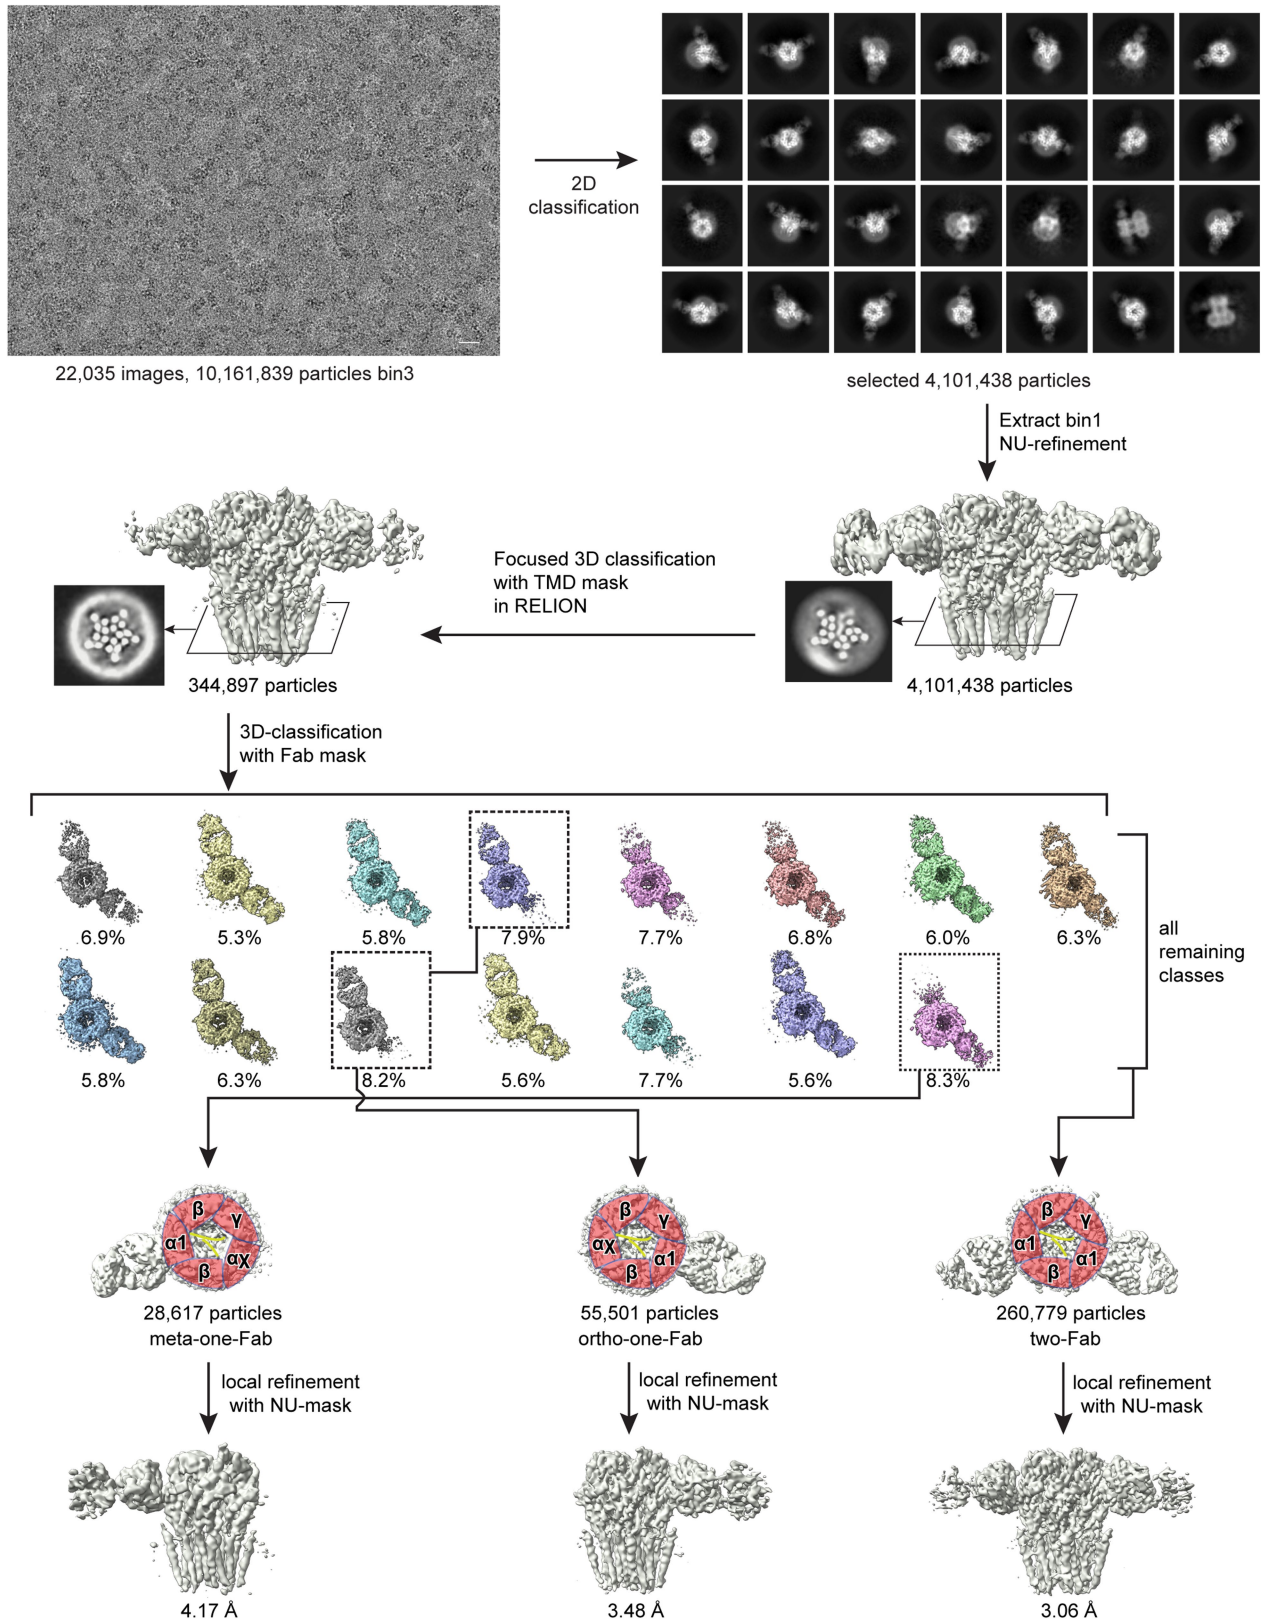 2D
classification
22,035 images, 10,161,839 particles bin3
selected 4,101,438 particles
Extract bin1
NU-refinement
Focused 3D classification
with TMD mask
in RELION
344,897 particles
4,101,438 particles
3D-classification
with Fab mask
6.9%
5.3%
5.8%
7.9%
7.7%
6.8%
6.0%
6.3%
all
remaining
classes
5.8%
6.3%
8.2%
5.6%
7.7%
5.6%
8.3%
β
γ
α1
αχ
β
β
γ
αχ
α1
β
β
γ
α1
α1
β
28,617 particles
meta-one-Fab
55,501 particles
ortho-one-Fab
260,779 particles
two-Fab
local refinement
with NU-mask
local refinement
with NU-mask
local refinement
with NU-mask
4.17 Å
3.48 Å
3.06 Å